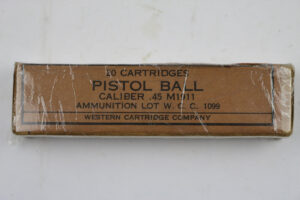 20 CARTRIDGES
PISTOL BALL
CALIBER .45 M1911
AMMUNITION LOT W. C. C. 1099
WESTERN CARTRIDGE COMPANY